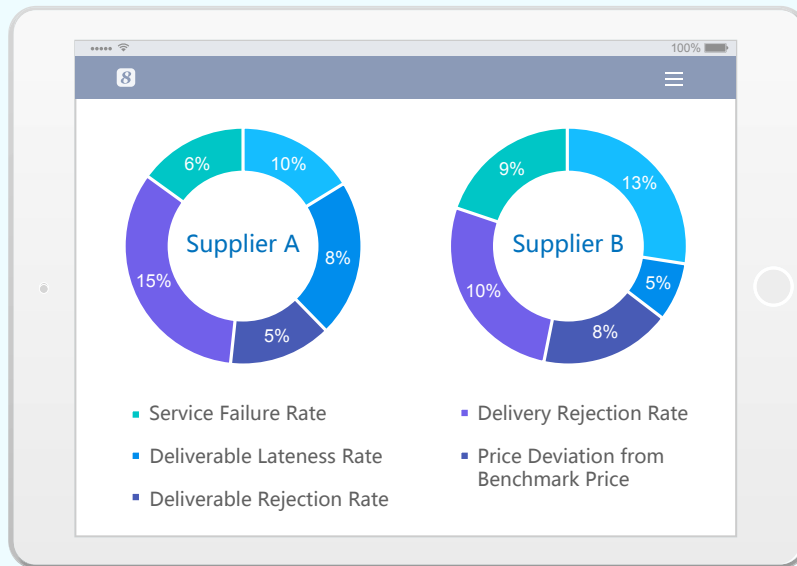 100%
8
6%
10%
15%
Supplier A
8%
5%
9%
13%
Supplier B
5%
10%
8%
Service Failure Rate
Deliverable Lateness Rate
Deliverable Rejection Rate
Delivery Rejection Rate
Price Deviation from
Benchmark Price